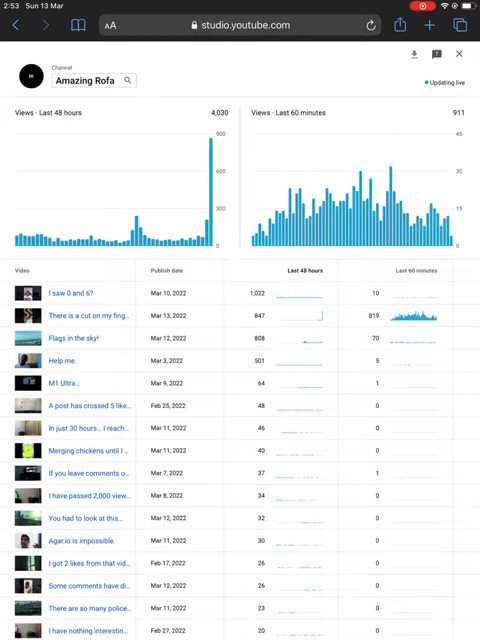 2:53 Sun 13 Mar
AA studio.youtube.com
in
Channel
Amazing Rofa
Updating live
Views · Last 48 hours 4,030
Views · Last 60 minutes 911
900
600
300
0
45
30
15
0
Video Publish date Last 48 hours Last 60 minutes
I saw 0 and 6? Mar 10, 2022 1,022 10
There is a cut on my fing... Mar 13, 2022 847 819
Flags in the sky! Mar 12, 2022 808 70
Help me. Mar 3, 2022 501 5
M1 Ultra... Mar 9, 2022 64 1
A post has crossed 5 like... Feb 25, 2022 48 0
In just 30 hours... I reach... Mar 11, 2022 46 0
Merging chickens until I ... Mar 11, 2022 40 0
If you leave comments o... Mar 7, 2022 37 1
I have passed 2,000 view... Mar 8, 2022 34 0
You had to look at this... Mar 12, 2022 32 0
Agar.io is impossible. Mar 11, 2022 30 0
I got 2 likes from that vid... Feb 17, 2022 26 0
Some comments have di... Mar 12, 2022 26 0
There are so many police... Mar 11, 2022 23 0
I have nothing interestin... Feb 27, 2022 20 0